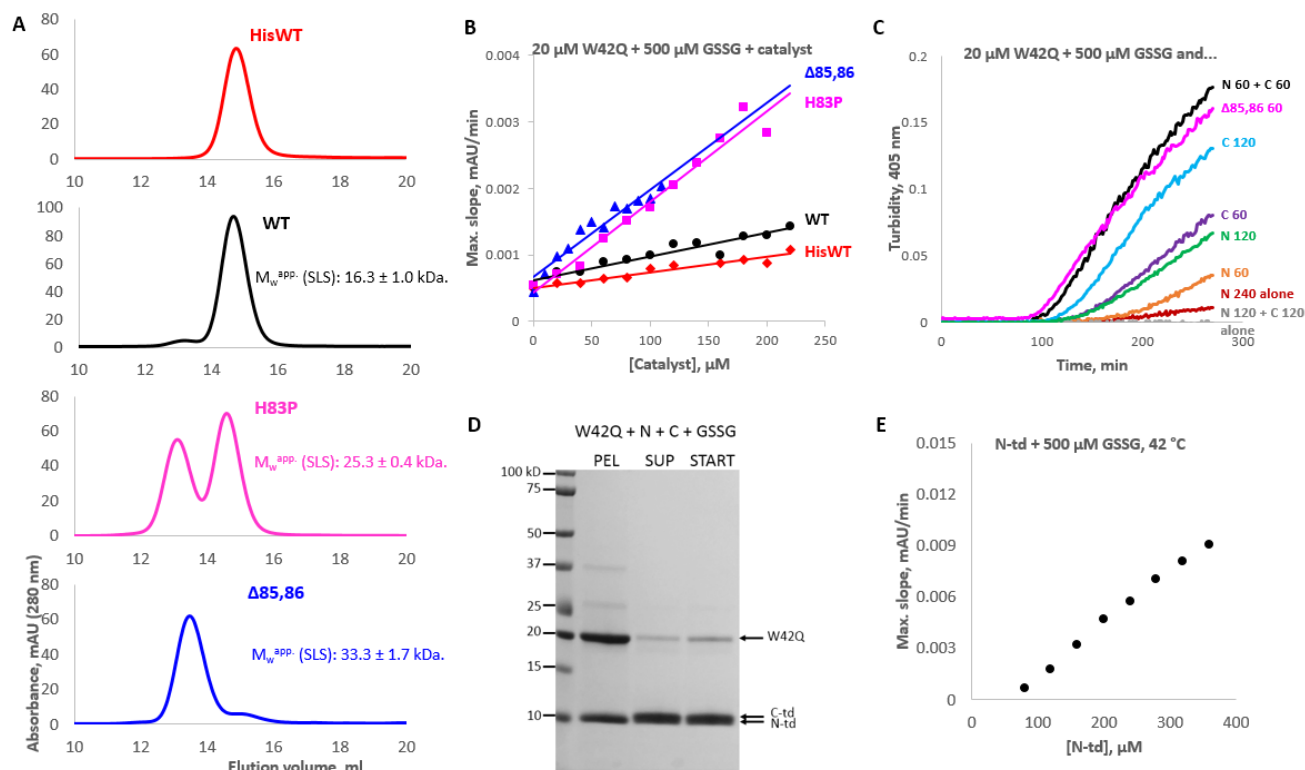 A
HisWT
80
60
40
20
0
10 12 14 16 18 20
WT
100
80
60
40
20
0
Mw app. (SLS): 16.3 ± 1.0 kDa.
10 12 14 16 18 20
H83P
80
60
40
20
0
Mw app. (SLS): 25.3 ± 0.4 kDa.
10 12 14 16 18 20
Δ85,86
80
60
40
20
0
Mw app. (SLS): 33.3 ± 1.7 kDa.
10 12 14 16 18 20
Absorbance, mAU (280 nm)
Elution volume, ml
B
20 µM W42Q + 500 µM GSSG + catalyst
Δ85,86
H83P
WT
HisWT
0.004
0.003
0.002
0.001
0
0 50 100 150 200 250
Max. slope, mAU/min
[Catalyst], µM
C
20 µM W42Q + 500 µM GSSG and...
0.2
0.15
0.1
0.05
0
N 60 + C 60
Δ85,86 60
C 120
C 60
N 120
N 60
N 240 alone
N 120 + C 120
alone
0 100 200 300
Turbidity, 405 nm
Time, min
D
W42Q + N + C + GSSG
PEL SUP START
100 kD
75
50
37
25
20
15
10
W42Q
C-td
N-td
E
N-td + 500 µM GSSG, 42 °C
0.015
0.012
0.009
0.006
0.003
0
0 100 200 300 400
Max. slope, mAU/min
[N-td], µM